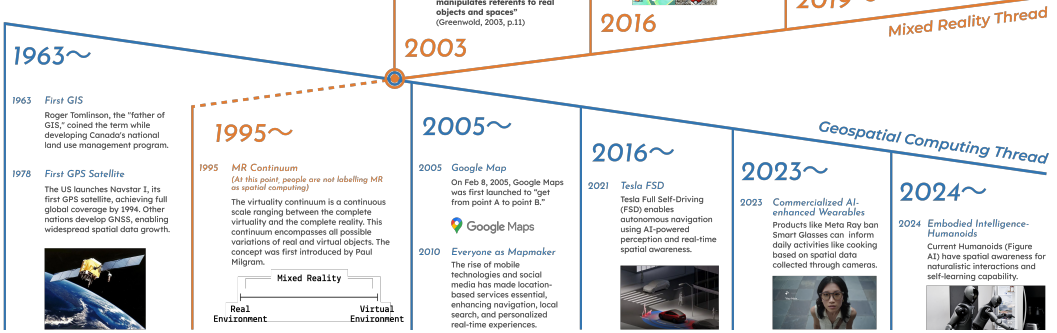 manipulates referents to real
objects and spaces"
(Greenwold, 2003, p.11)
2003
2016
2019～
Mixed Reality Thread
1963～
1963 First GIS
Roger Tomlinson, the "father of
GIS," coined the term while
developing Canada's national
land use management program.
1978 First GPS Satellite
The US launches Navstar I, its
first GPS satellite, achieving full
global coverage by 1994. Other
nations develop GNSS, enabling
widespread spatial data growth.
1995～
1995 MR Continuum
(At this point, people are not labelling MR
as spatial computing)
The virtuality continuum is a continuous
scale ranging between the complete
virtuality and the complete reality. This
continuum encompasses all possible
variations of real and virtual objects. The
concept was first introduced by Paul
Milgram.
Mixed Reality
Real
Environment
Virtual
Environment
2005～
2005 Google Map
On Feb 8, 2005, Google Maps
was first launched to "get
from point A to point B."
Google Maps
2010 Everyone as Mapmaker
The rise of mobile
technologies and social
media has made location-
based services essential,
enhancing navigation, local
search, and personalized
real-time experiences.
Geospatial Computing Thread
2016～
2021 Tesla FSD
Tesla Full Self-Driving
(FSD) enables
autonomous navigation
using AI-powered
perception and real-time
spatial awareness.
2023～
2023 Commercialized AI-
enhanced Wearables
Products like Meta Ray ban
Smart Glasses can inform
daily activities like cooking
based on spatial data
collected through cameras.
2024～
2024 Embodied Intelligence-
Humanoids
Current Humanoids (Figure
AI) have spatial awareness for
naturalistic interactions and
self-learning capability.